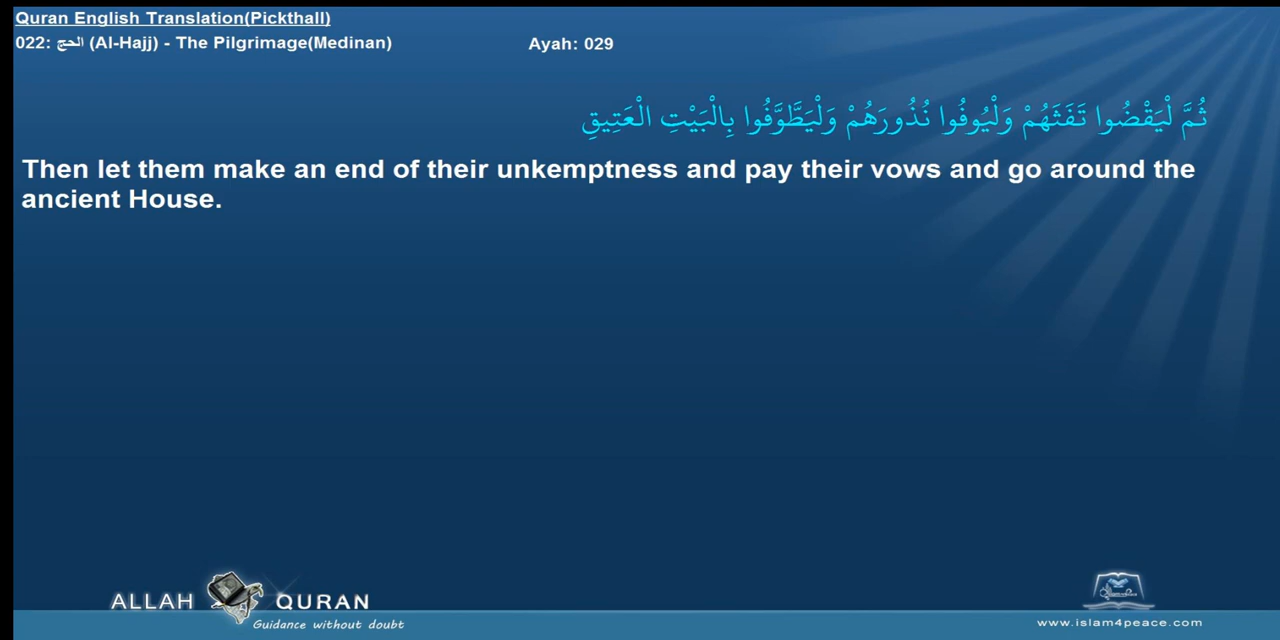 Quran English Translation(Pickthall)
022: الحج (Al-Hajj) - The Pilgrimage(Medinan) Ayah: 029
ثُمَّ لْيَقْضُوا تَفَثَهُمْ وَلْيُوفُوا نُذُورَهُمْ وَلْيَطَّوَّفُوا بِالْبَيْتِ الْعَتِيقِ
Then let them make an end of their unkemptness and pay their vows and go around the
ancient House.
ALLAH QURAN
Guidance without doubt
www.islam4peace.com